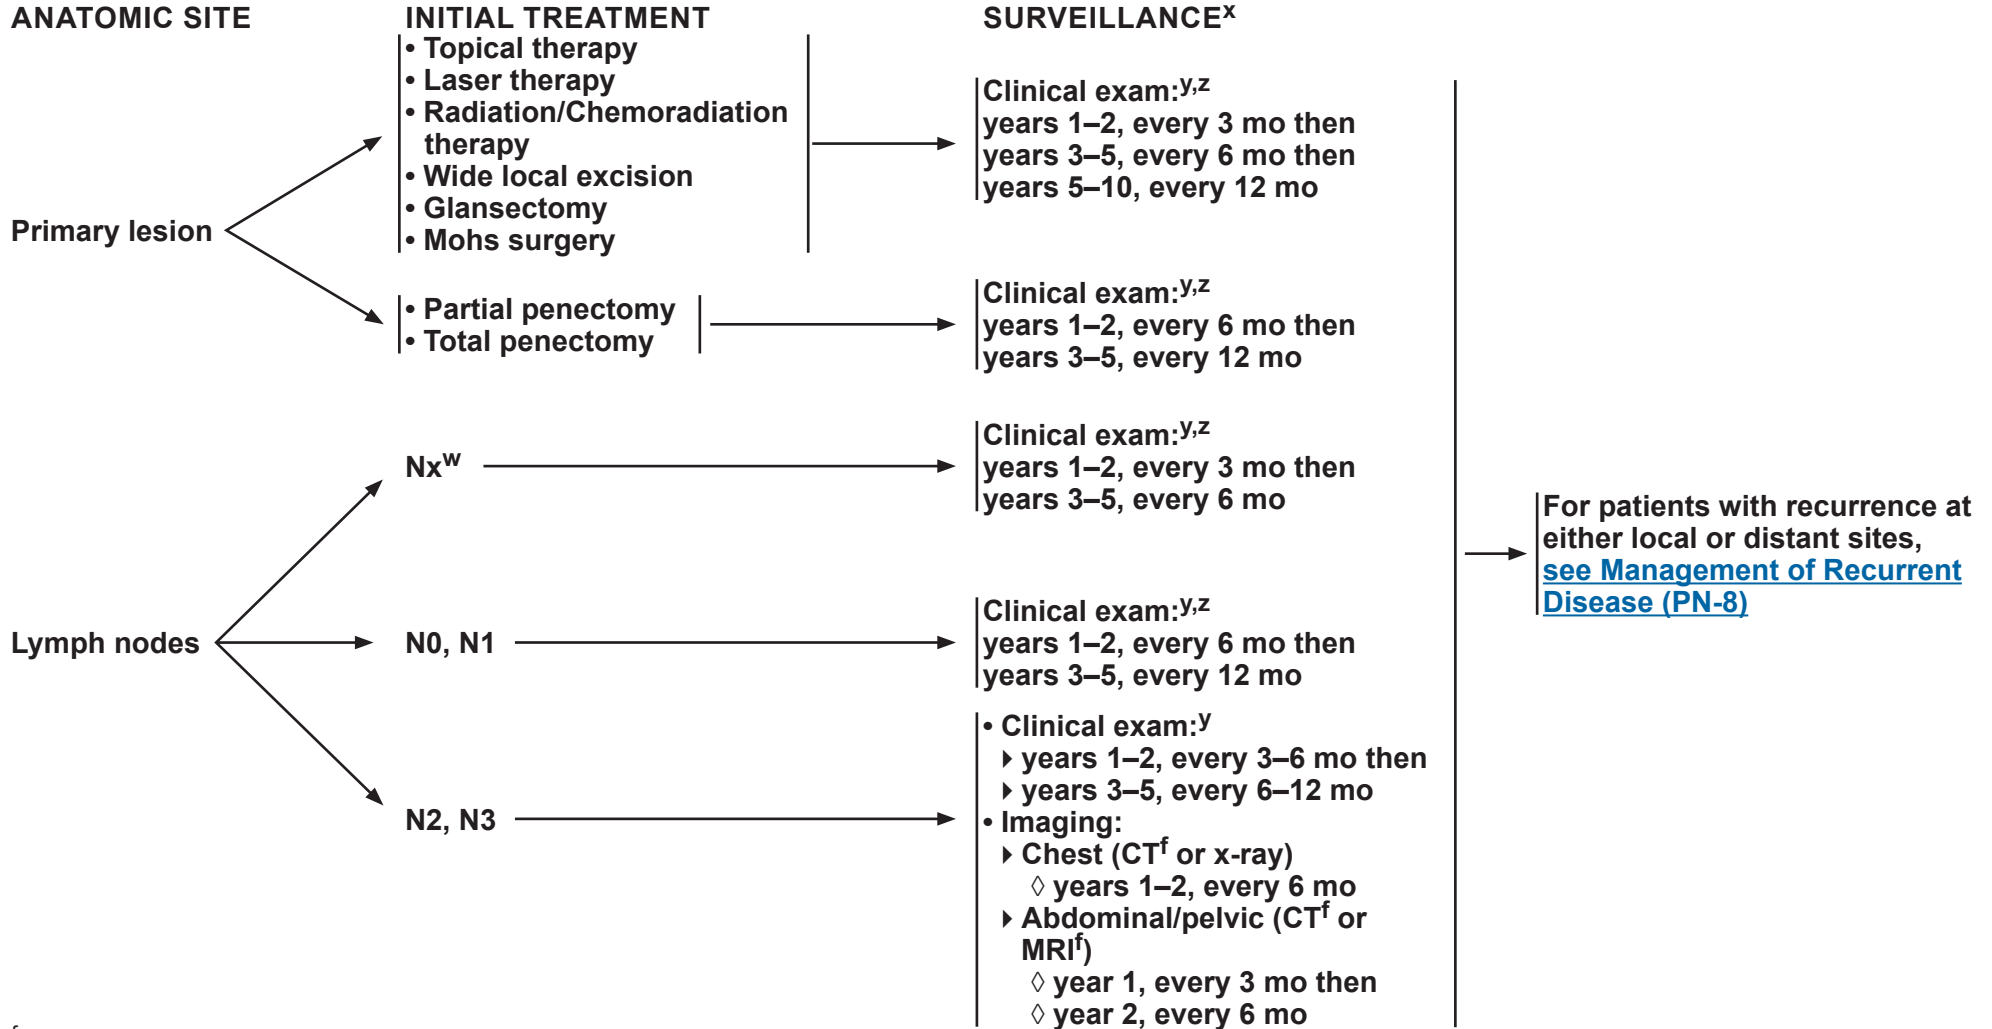 ANATOMIC SITE
INITIAL TREATMENT
SURVEILLANCEx
Primary lesion
• Topical therapy
• Laser therapy
• Radiation/Chemoradiation
therapy
• Wide local excision
• Glansectomy
• Mohs surgery
Clinical exam:y,z
years 1–2, every 3 mo then
years 3–5, every 6 mo then
years 5–10, every 12 mo
• Partial penectomy
• Total penectomy
Clinical exam:y,z
years 1–2, every 6 mo then
years 3–5, every 12 mo
Lymph nodes
Nxw
Clinical exam:y,z
years 1–2, every 3 mo then
years 3–5, every 6 mo
N0, N1
Clinical exam:y,z
years 1–2, every 6 mo then
years 3–5, every 12 mo
N2, N3
• Clinical exam:y
‣ years 1–2, every 3–6 mo then
‣ years 3–5, every 6–12 mo
• Imaging:
‣ Chest (CTf or x-ray)
◊ years 1–2, every 6 mo
‣ Abdominal/pelvic (CTf or
MRIf)
◊ year 1, every 3 mo then
◊ year 2, every 6 mo
For patients with recurrence at
either local or distant sites,
see Management of Recurrent
Disease (PN-8)